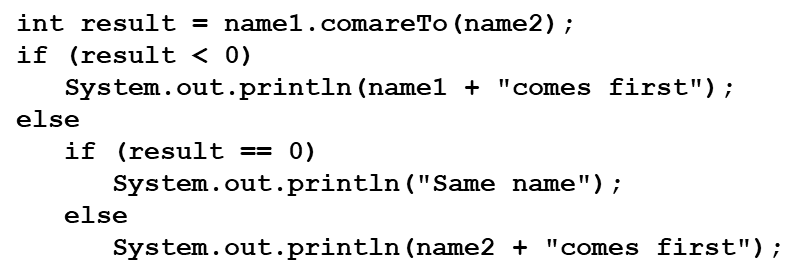 int result = name1.comareTo(name2);
if (result < 0)
   System.out.println(name1 + "comes first");
else
   if (result == 0)
      System.out.println("Same name");
   else
      System.out.println(name2 + "comes first");